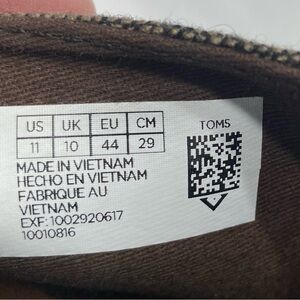 US UK EU CM
11 10 44 29
MADE IN VIETNAM
HECHO EN VIETNAM
FABRIQUE AU
VIETNAM
EXF:1002920617
10010816
TOMS